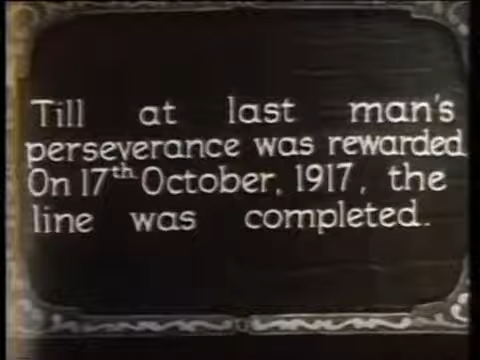 Till at last man's
perseverance was rewarded
On 17th October, 1917, the
line was completed.